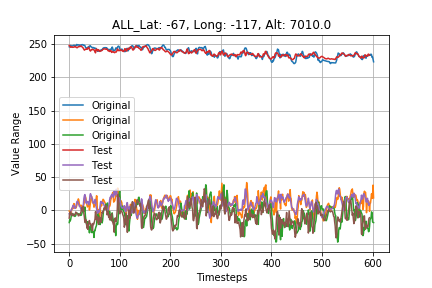 ALL_Lat: -67, Long: -117, Alt: 7010.0
Value Range
250
200
150
100
50
0
−50
Original
Original
Original
Test
Test
Test
0 100 200 300 400 500 600
Timesteps